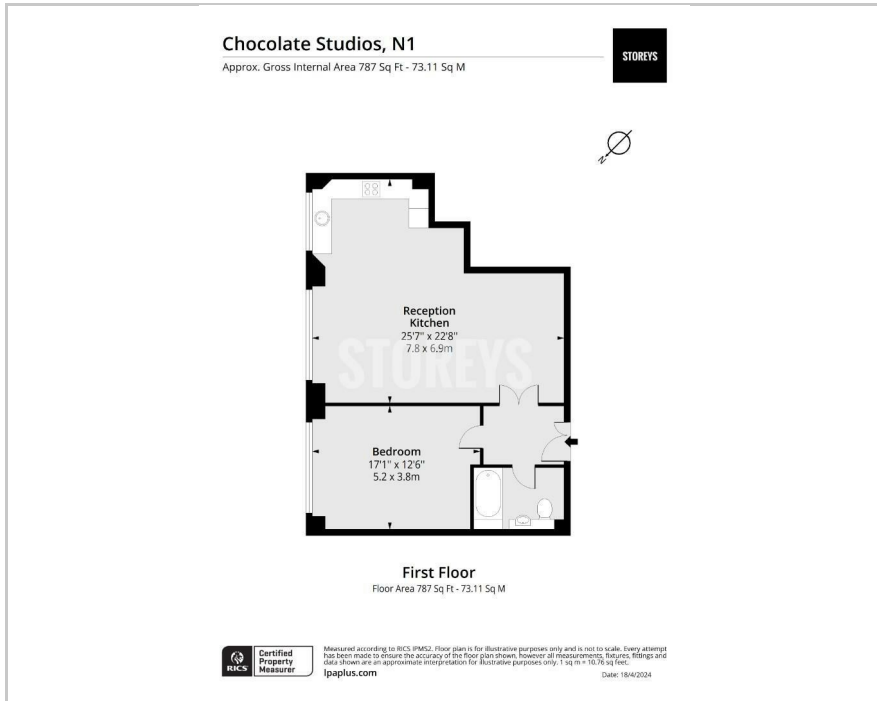 Chocolate Studios, N1
Approx. Gross Internal Area 787 Sq Ft - 73.11 Sq M
STOREYS
N
Reception
Kitchen
25'7" x 22'8"
7.8 x 6.9m
STOREYS
Bedroom
17'1" x 12'6"
5.2 x 3.8m
First Floor
Floor Area 787 Sq Ft - 73.11 Sq M
RICS
Certified
Property
Measurer
Measured according to RICS IPMS2. Floor plan is for illustrative purposes only and is not to scale. Every attempt
has been made to ensure the accuracy of the floor plan shown, however all measurements, fixtures, fittings and
data shown are an approximate interpretation for illustrative purposes only. 1 sq m = 10.76 sq feet.
lpaplus.com
Date: 18/4/2024